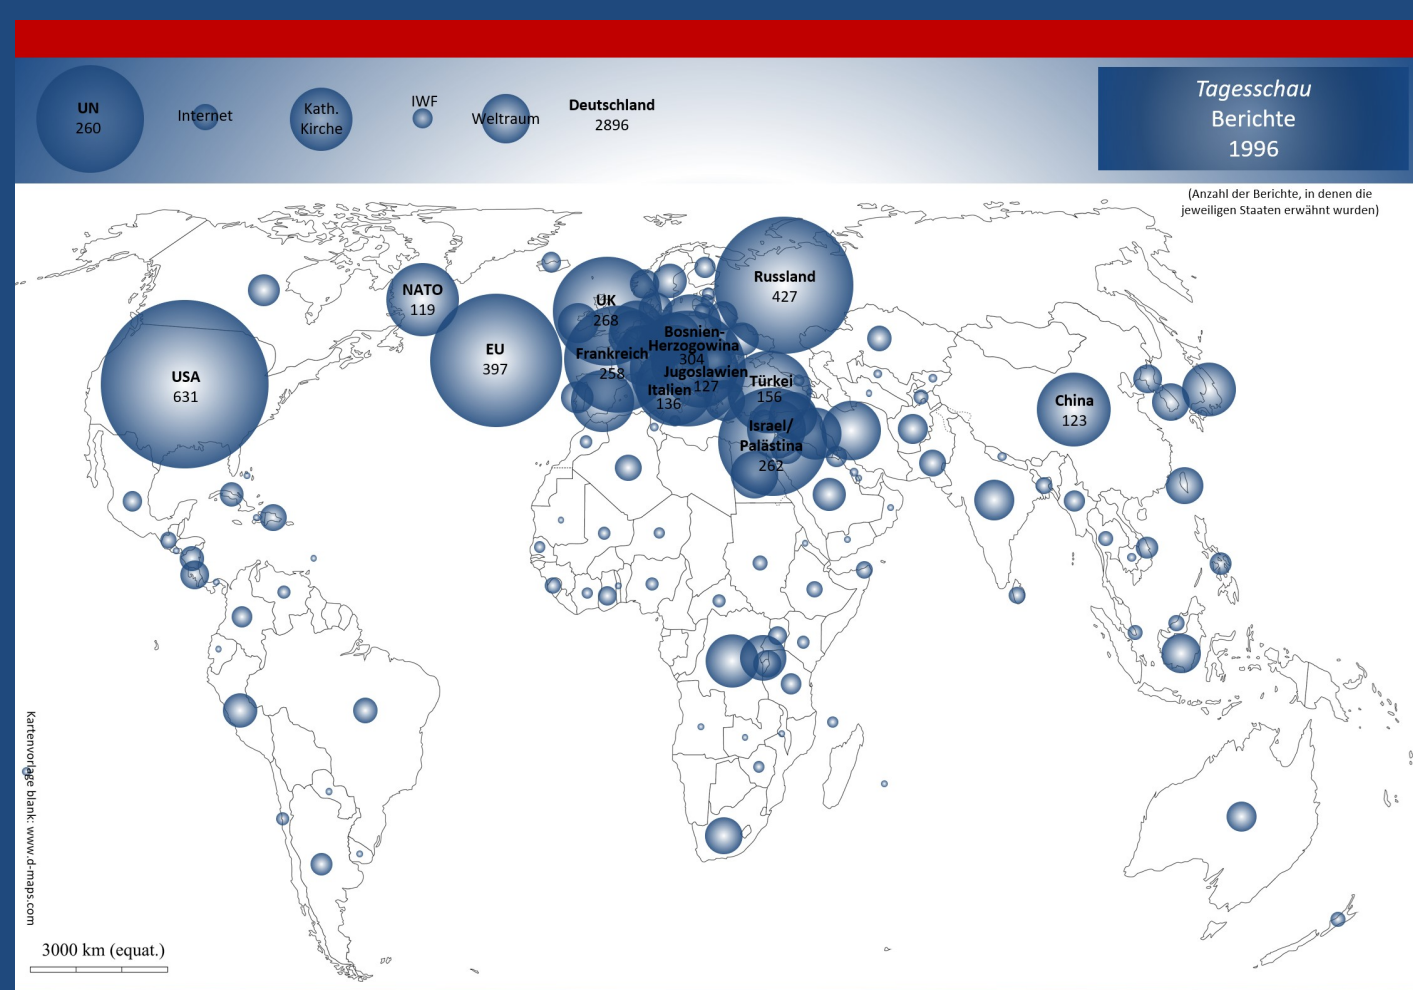 UN
260
Internet
Kath.
Kirche
IWF
Weltraum
Deutschland
2896
Tagesschau
Berichte
1996
(Anzahl der Berichte, in denen die
jeweiligen Staaten erwähnt wurden)
NATO
119
EU
397
USA
631
UK
268
Russland
427
Frankreich
258
Bosnien-
Herzogowina
304
Jugoslawien
127
Italien
136
Türkei
156
Israel/
Palästina
262
China
123
Kartenvorlage blank: www.d-maps.com
3000 km (equat.)